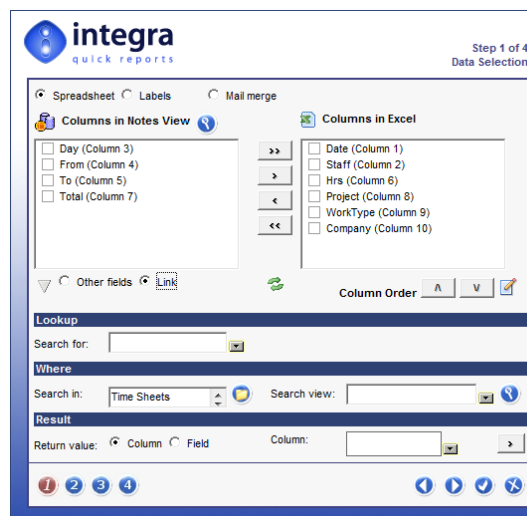 integra
quick reports
Step 1 of 4
Data Selection
Spreadsheet Labels Mail merge
Columns in Notes View Columns in Excel
Day (Column 3)
From (Column 4)
To (Column 5)
Total (Column 7)
>>
>
<
<<
Date (Column 1)
Staff (Column 2)
Hrs (Column 6)
Project (Column 8)
WorkType (Column 9)
Company (Column 10)
Other fields Link
Column Order
Lookup
Search for:
Where
Search in: Time Sheets Search view:
Result
Return value: Column Field Column: >
1 2 3 4